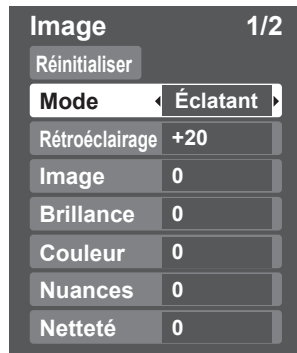 Image 1/2
Réinitialiser
Mode Éclatant
Rétroéclairage +20
Image 0
Brillance 0
Couleur 0
Nuances 0
Netteté 0